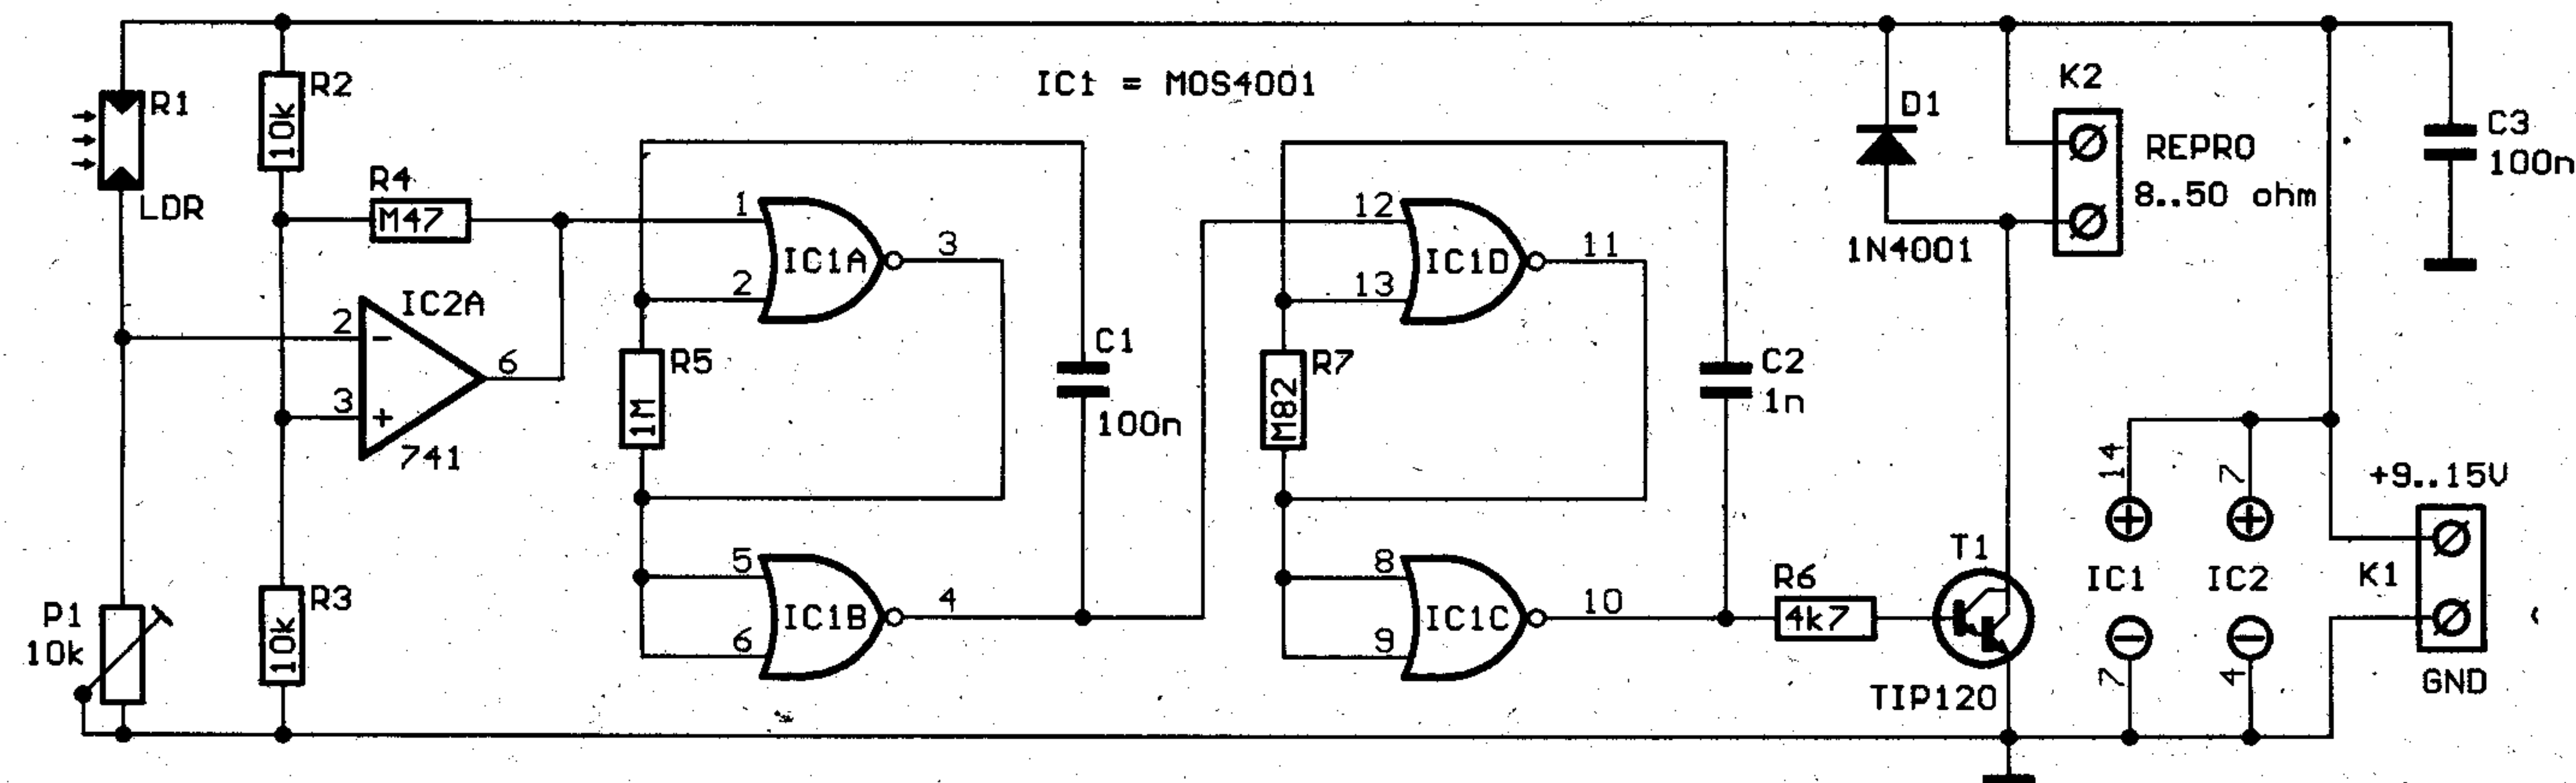 IC1 = MOS4001
R1
LDR
R2
10k
R4
M47
IC2A
2
-
3
+
6
741
P1
10k
R3
10k
1
2
IC1A
3
R5
1M
C1
100n
5
6
IC1B
4
12
13
IC1D
11
R7
M82
C2
1n
8
9
IC1C
10
R6
4k7
T1
TIP120
D1
1N4001
K2
REPRO
8..50 ohm
C3
100n
14
7
+
+
IC1
IC2
-
-
7
4
+9..15V
K1
GND